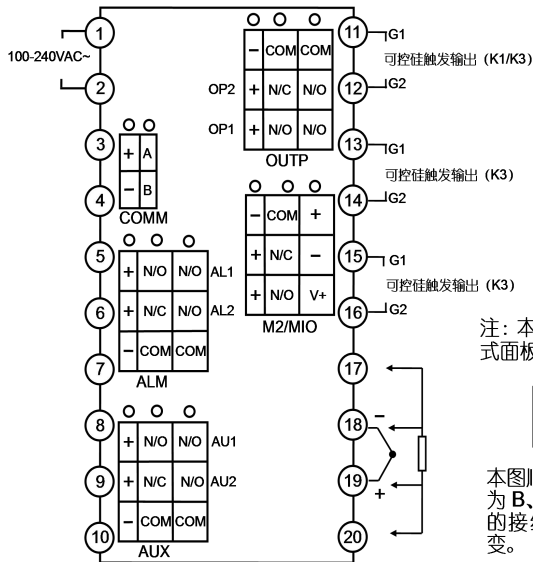 1
100-240VAC~
2
3
+ A
4
− B
COMM
5
+ N/O N/O AL1
6
+ N/C N/O AL2
7
− COM COM
ALM
8
+ N/O N/O AU1
9
+ N/C N/O AU2
10
− COM COM
AUX
− COM COM
OP2 + N/C N/O
OP1 + N/O N/O
OUTP
− COM +
+ N/C −
+ N/O V+
M2/MIO
11 G1
可控硅触发输出 (K1/K3)
12 G2
13 G1
可控硅触发输出 (K3)
14 G2
15 G1
可控硅触发输出 (K3)
16 G2
17
18 −
19 +
20
注: 本
式面板
本图
为 B、
的接
变。